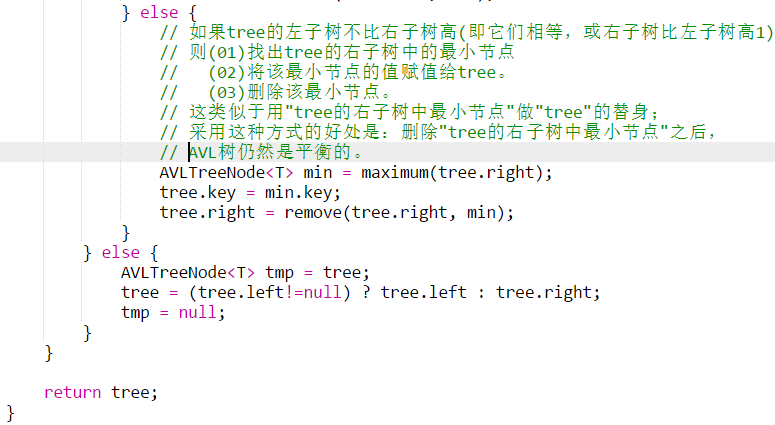 } else {
// 如果tree的左子树不比右子树高(即它们相等，或右子树比左子树高1)
// 则(01)找出tree的右子树中的最小节点
//   (02)将该最小节点的值赋值给tree。
//   (03)删除该最小节点。
// 这类似于用"tree的右子树中最小节点"做"tree"的替身；
// 采用这种方式的好处是：删除"tree的右子树中最小节点"之后，
// AVL树仍然是平衡的。
AVLTreeNode<T> min = maximum(tree.right);
tree.key = min.key;
tree.right = remove(tree.right, min);
}
} else {
AVLTreeNode<T> tmp = tree;
tree = (tree.left!=null) ? tree.left : tree.right;
tmp = null;
}
}
return tree;
}